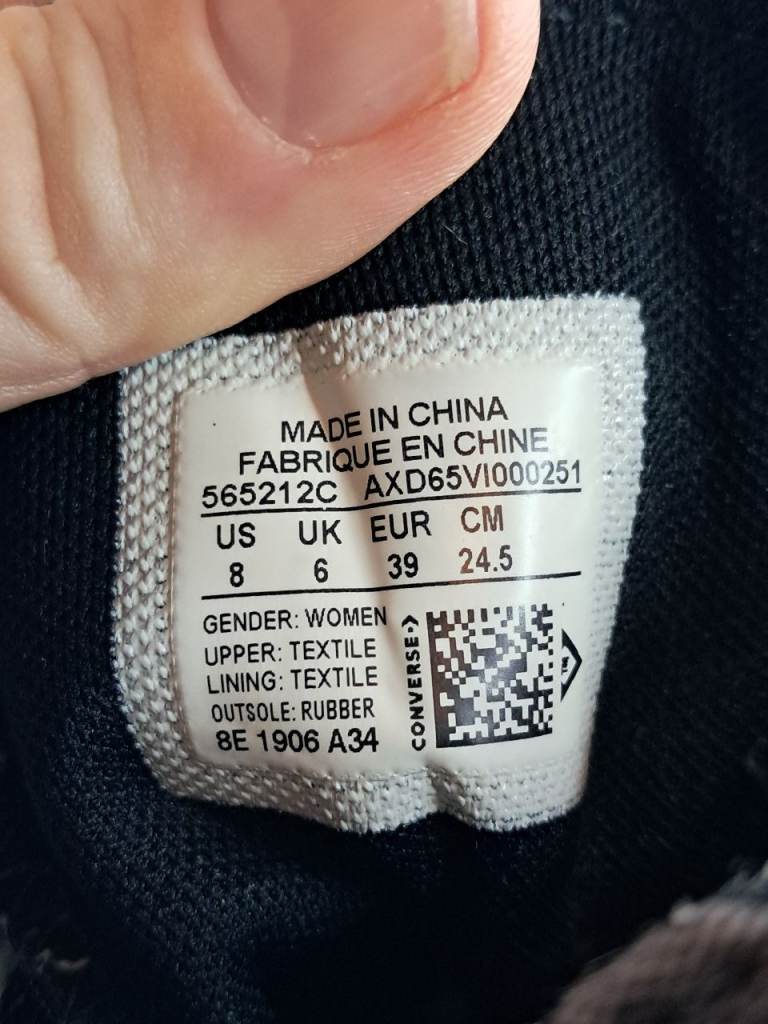 MADE IN CHINA
FABRIQUE EN CHINE
565212C AXD65VI000251
US UK EUR CM
8 6 39 24.5
GENDER: WOMEN
UPPER: TEXTILE
LINING: TEXTILE
OUTSOLE: RUBBER
8E 1906 A34
CONVERSE
TM